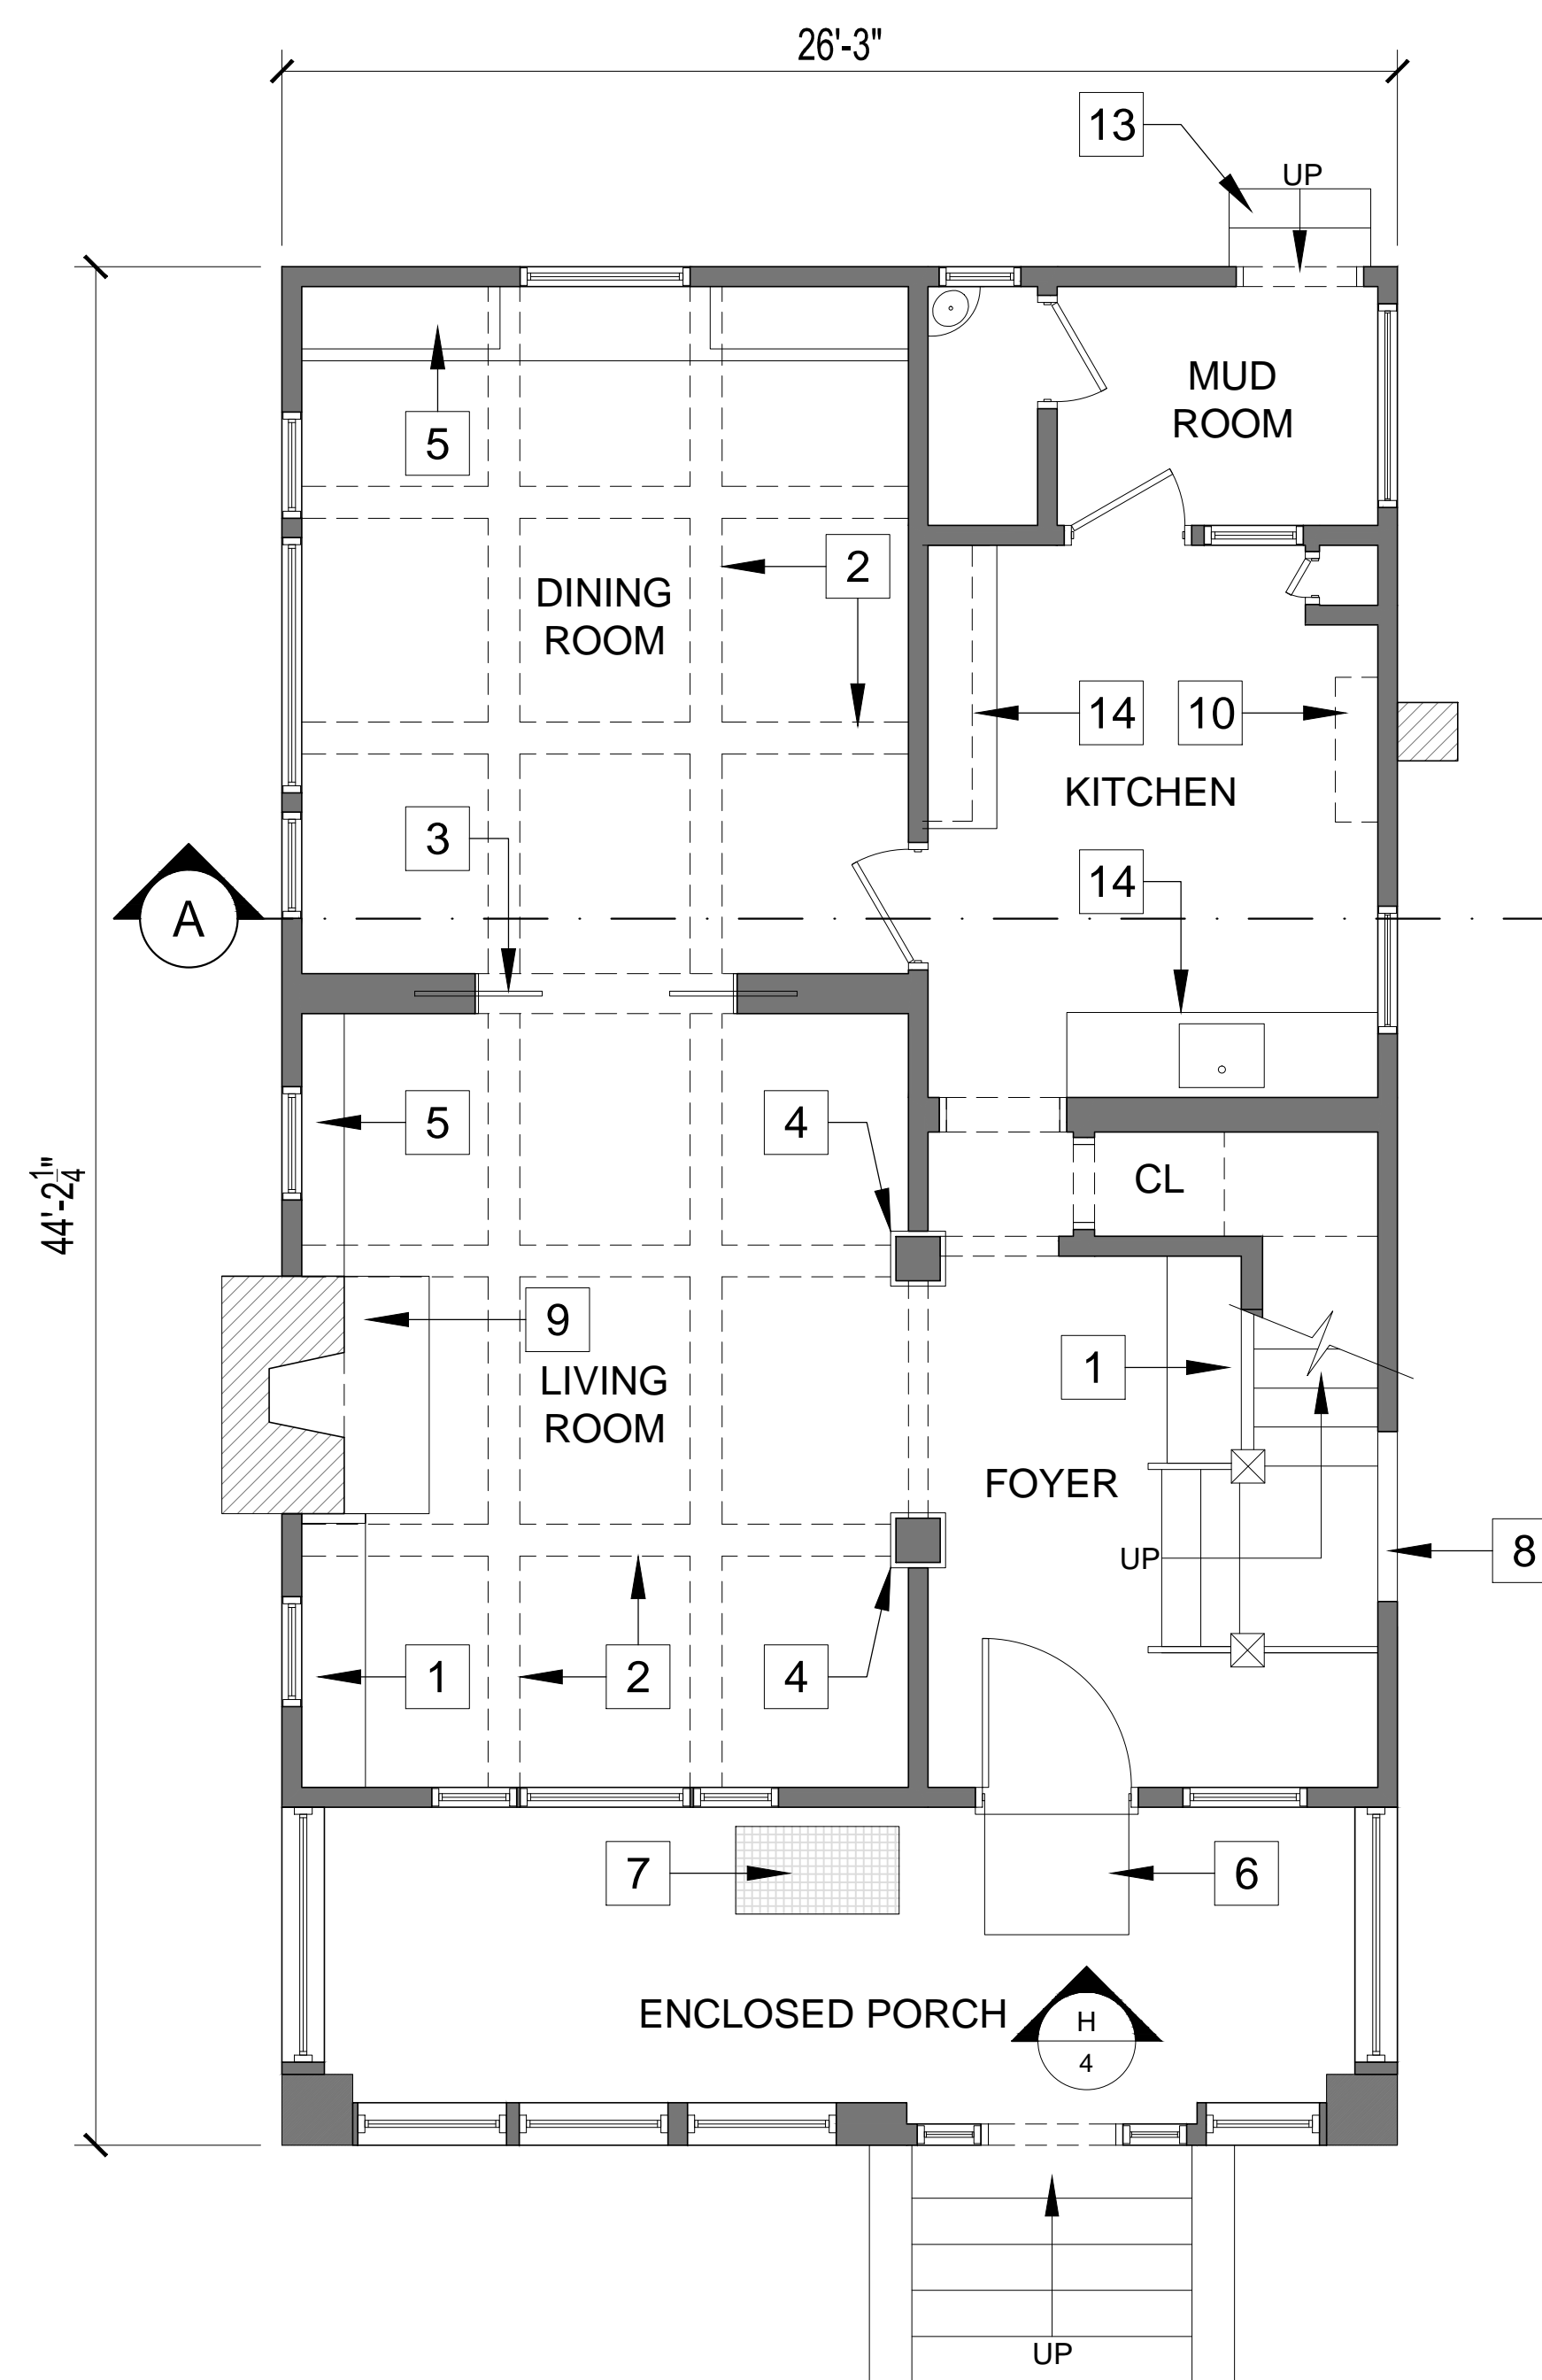 26'-3"
13
UP
MUD
ROOM
5
2
DINING
ROOM
14
10
KITCHEN
3
14
A
5
4
CL
44'-2 1/4"
9
1
LIVING
ROOM
FOYER
UP
8
1
2
4
7
6
ENCLOSED PORCH
H
4
UP